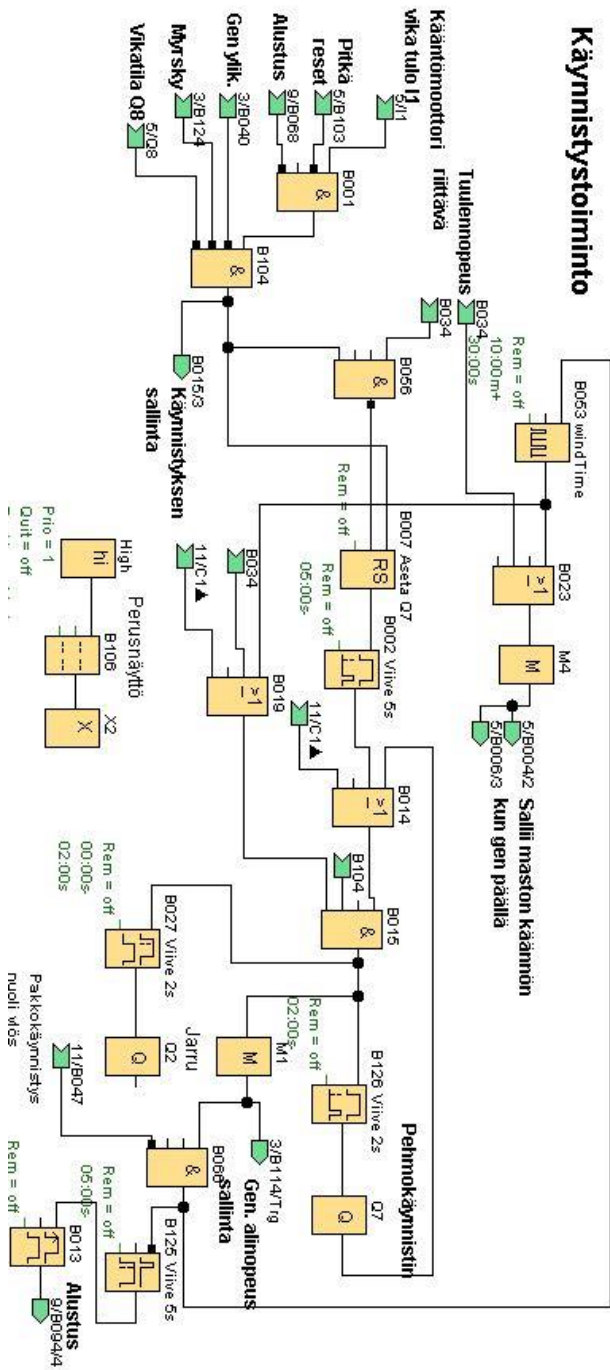 Käynnistystoiminto
B053 windTime
Rem = off
10:00m+
30:00s
B034
Tuulennopeus
riittävä
B034
B023
≥1
M4
M
5/B004/2
5/B006/3
Sallii maston käännön
kun gen päällä
Kääntömoottori
vika tulo I1
5/I1
Pitkä
reset
5/B103
Alustus
9/B068
Gen ylik.
3/B040
Myrsky
3/B124
Vikatila Q8
5/Q8
B001
&
B104
&
B015/3
Käynnistyksen
sallinta
B056
&
B007 Aseta Q7
Rem = off
RS
B002 Viive 5s
Rem = off
05:00s-
B034
11/C1▲
B019
≥1
11/C1▲
B014
≥1
B104
B015
&
B126 Viive 2s
Rem = off
02:00s
Pehmokäynnistin
Q7
Q
M1
M
3/B114/Trg
Gen. alinopeus
sallinta
B027 Viive 2s
Rem = off
00:00s-
02:00s
Jarru
Q2
Q
Pakkokäynnistys
nuoli ylös
11/B047
&
B125 Viive 5s
Rem = off
05:00s-
B013
Rem = off
Alustus
9/B094/4
High
hi
Prio = 1
Quit = off
Perusnäyttö
B106
X2
X